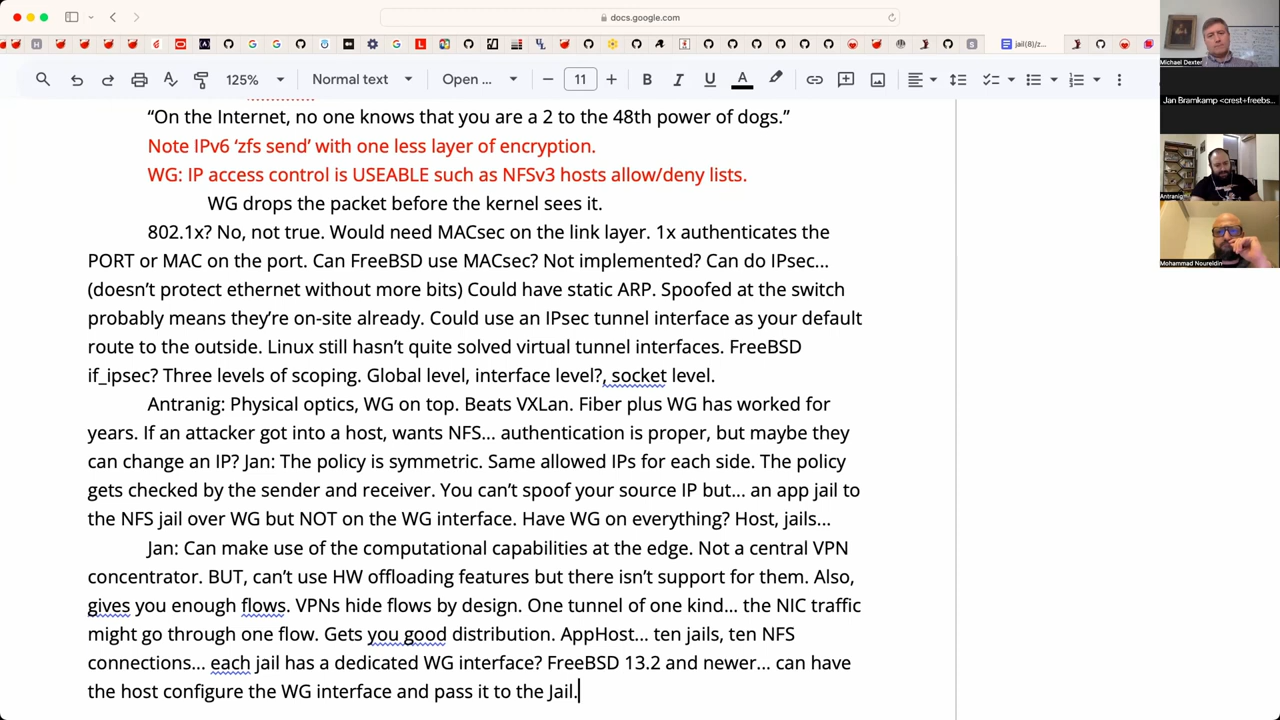 docs.google.com
jail(8)/z...
125%
Normal text
Open ...
11
B
I
U
A
“On the Internet, no one knows that you are a 2 to the 48th power of dogs.”
Note IPv6 ‘zfs send’ with one less layer of encryption.
WG: IP access control is USEABLE such as NFSv3 hosts allow/deny lists.
WG drops the packet before the kernel sees it.
802.1x? No, not true. Would need MACsec on the link layer. 1x authenticates the
PORT or MAC on the port. Can FreeBSD use MACsec? Not implemented? Can do IPsec...
(doesn’t protect ethernet without more bits) Could have static ARP. Spoofed at the switch
probably means they’re on-site already. Could use an IPsec tunnel interface as your default
route to the outside. Linux still hasn’t quite solved virtual tunnel interfaces. FreeBSD
if_ipsec? Three levels of scoping. Global level, interface level?, socket level.
Antranig: Physical optics, WG on top. Beats VXLan. Fiber plus WG has worked for
years. If an attacker got into a host, wants NFS... authentication is proper, but maybe they
can change an IP? Jan: The policy is symmetric. Same allowed IPs for each side. The policy
gets checked by the sender and receiver. You can’t spoof your source IP but... an app jail to
the NFS jail over WG but NOT on the WG interface. Have WG on everything? Host, jails...
Jan: Can make use of the computational capabilities at the edge. Not a central VPN
concentrator. BUT, can’t use HW offloading features but there isn’t support for them. Also,
gives you enough flows. VPNs hide flows by design. One tunnel of one kind... the NIC traffic
might go through one flow. Gets you good distribution. AppHost... ten jails, ten NFS
connections... each jail has a dedicated WG interface? FreeBSD 13.2 and newer... can have
the host configure the WG interface and pass it to the Jail.
Michael Dexter
Jan Bramkamp <crest+freebs...
Antranig
Mohammad Noureldin